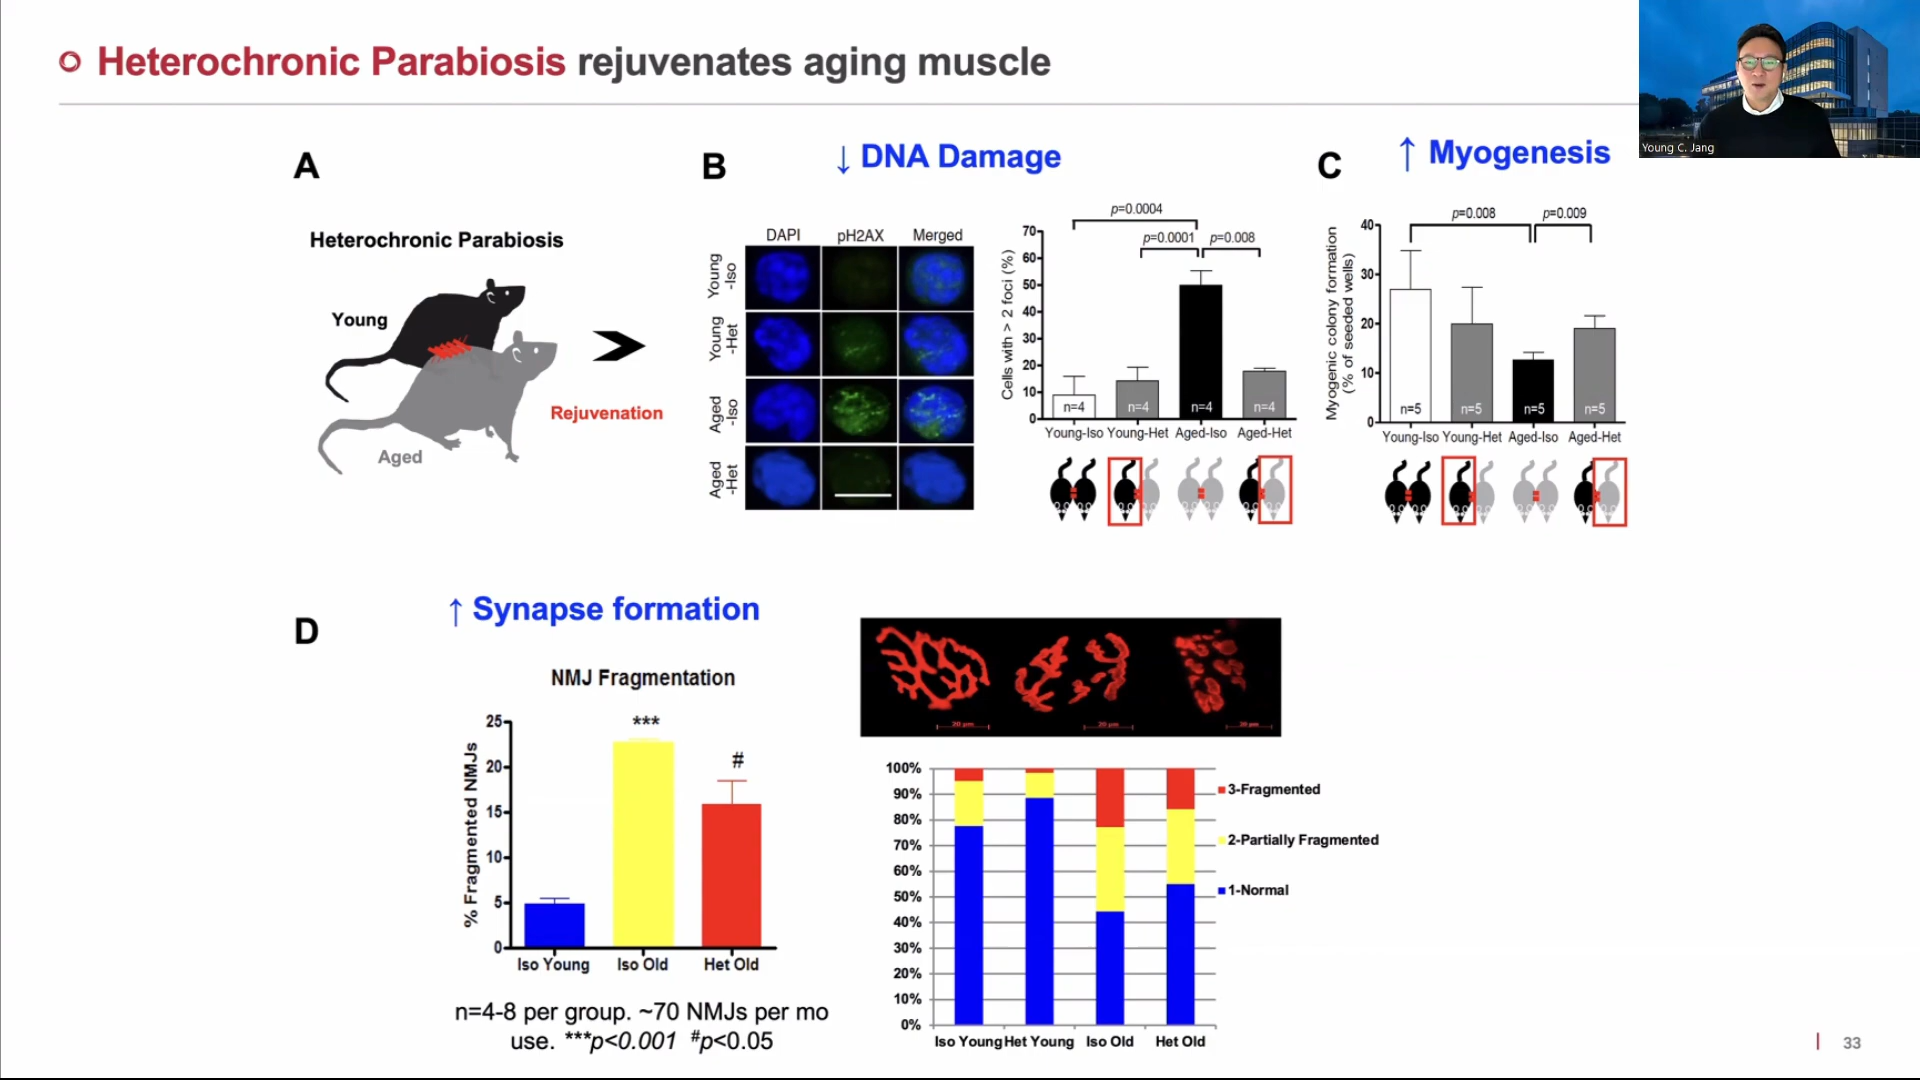 Heterochronic Parabiosis rejuvenates aging muscle
Young C. Jang
A
Heterochronic Parabiosis
Young
Aged
Rejuvenation
B
↓ DNA Damage
DAPI pH2AX Merged
Young
-Iso
Young
-Het
Aged
-Iso
Aged
-Het
Cells with > 2 foci (%)
70
60
50
40
30
20
10
0
p=0.0004
p=0.0001
p=0.008
n=4 n=4 n=4 n=4
Young-Iso Young-Het Aged-Iso Aged-Het
C
↑ Myogenesis
Myogenic colony formation
(% of seeded wells)
40
30
20
10
0
p=0.008
p=0.009
n=5 n=5 n=5 n=5
Young-Iso Young-Het Aged-Iso Aged-Het
D
↑ Synapse formation
NMJ Fragmentation
% Fragmented NMJs
25
20
15
10
5
0
***
#
Iso Young Iso Old Het Old
n=4-8 per group. ~70 NMJs per mo
use. ***p<0.001 #p<0.05
20 µm 20 µm 20 µm
100%
90%
80%
70%
60%
50%
40%
30%
20%
10%
0%
Iso Young Het Young Iso Old Het Old
3-Fragmented
2-Partially Fragmented
1-Normal
33